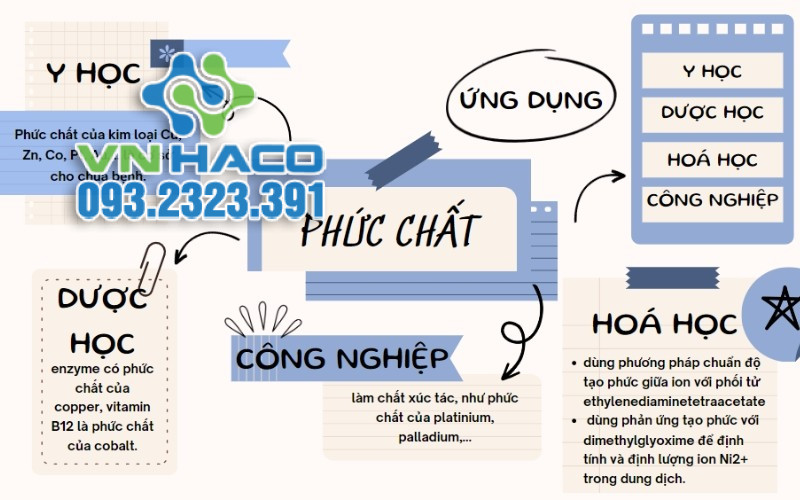 Y HỌC
Phức chất của kim loại Cu,
Zn, Co, P
cho chữa bệnh.
VN HACO
093.2323.391
ỨNG DỤNG
Y HỌC
DƯỢC HỌC
HOÁ HỌC
CÔNG NGHIỆP
PHỨC CHẤT
DƯỢC
HỌC
enzyme có phức
chất của
copper, vitamin
B12 là phức chất
của cobalt.
CÔNG NGHIỆP
làm chất xúc tác, như phức
chất của platinium,
palladium,...
HOÁ HỌC
• dùng phương pháp chuẩn độ
tạo phức giữa ion với phối tử
ethylenediaminetetraacetate
• dùng phản ứng tạo phức với
dimethylglyoxime để định
tính và định lượng ion Ni2+
trong dung dịch.